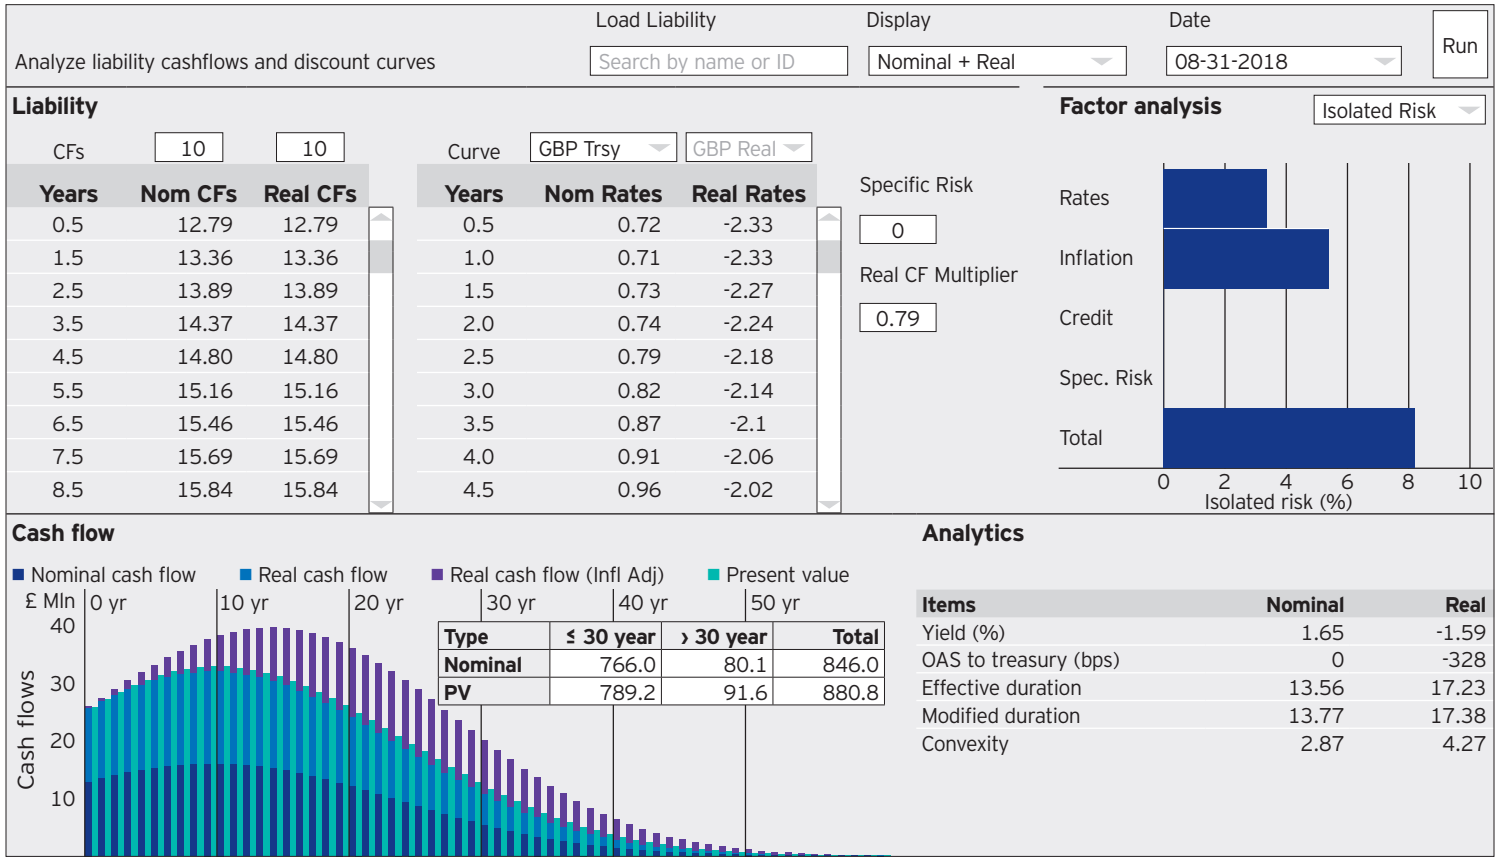 Load Liability Display Date
Analyze liability cashflows and discount curves Search by name or ID Nominal + Real 08-31-2018 Run
Liability
CFs 10 10
Years Nom CFs Real CFs
0.5 12.79 12.79
1.5 13.36 13.36
2.5 13.89 13.89
3.5 14.37 14.37
4.5 14.80 14.80
5.5 15.16 15.16
6.5 15.46 15.46
7.5 15.69 15.69
8.5 15.84 15.84
Curve GBP Trsy GBP Real
Years Nom Rates Real Rates
0.5 0.72 -2.33
1.0 0.71 -2.33
1.5 0.73 -2.27
2.0 0.74 -2.24
2.5 0.79 -2.18
3.0 0.82 -2.14
3.5 0.87 -2.1
4.0 0.91 -2.06
4.5 0.96 -2.02
Specific Risk
0
Real CF Multiplier
0.79
Factor analysis Isolated Risk
Rates
Inflation
Credit
Spec. Risk
Total
0 2 4 6 8 10
Isolated risk (%)
Cash flow
Nominal cash flow Real cash flow Real cash flow (Infl Adj) Present value
£ Mln 0 yr 10 yr 20 yr 30 yr 40 yr 50 yr
40
30
20
10
Cash flows
Type ≤ 30 year › 30 year Total
Nominal 766.0 80.1 846.0
PV 789.2 91.6 880.8
Analytics
Items Nominal Real
Yield (%) 1.65 -1.59
OAS to treasury (bps) 0 -328
Effective duration 13.56 17.23
Modified duration 13.77 17.38
Convexity 2.87 4.27